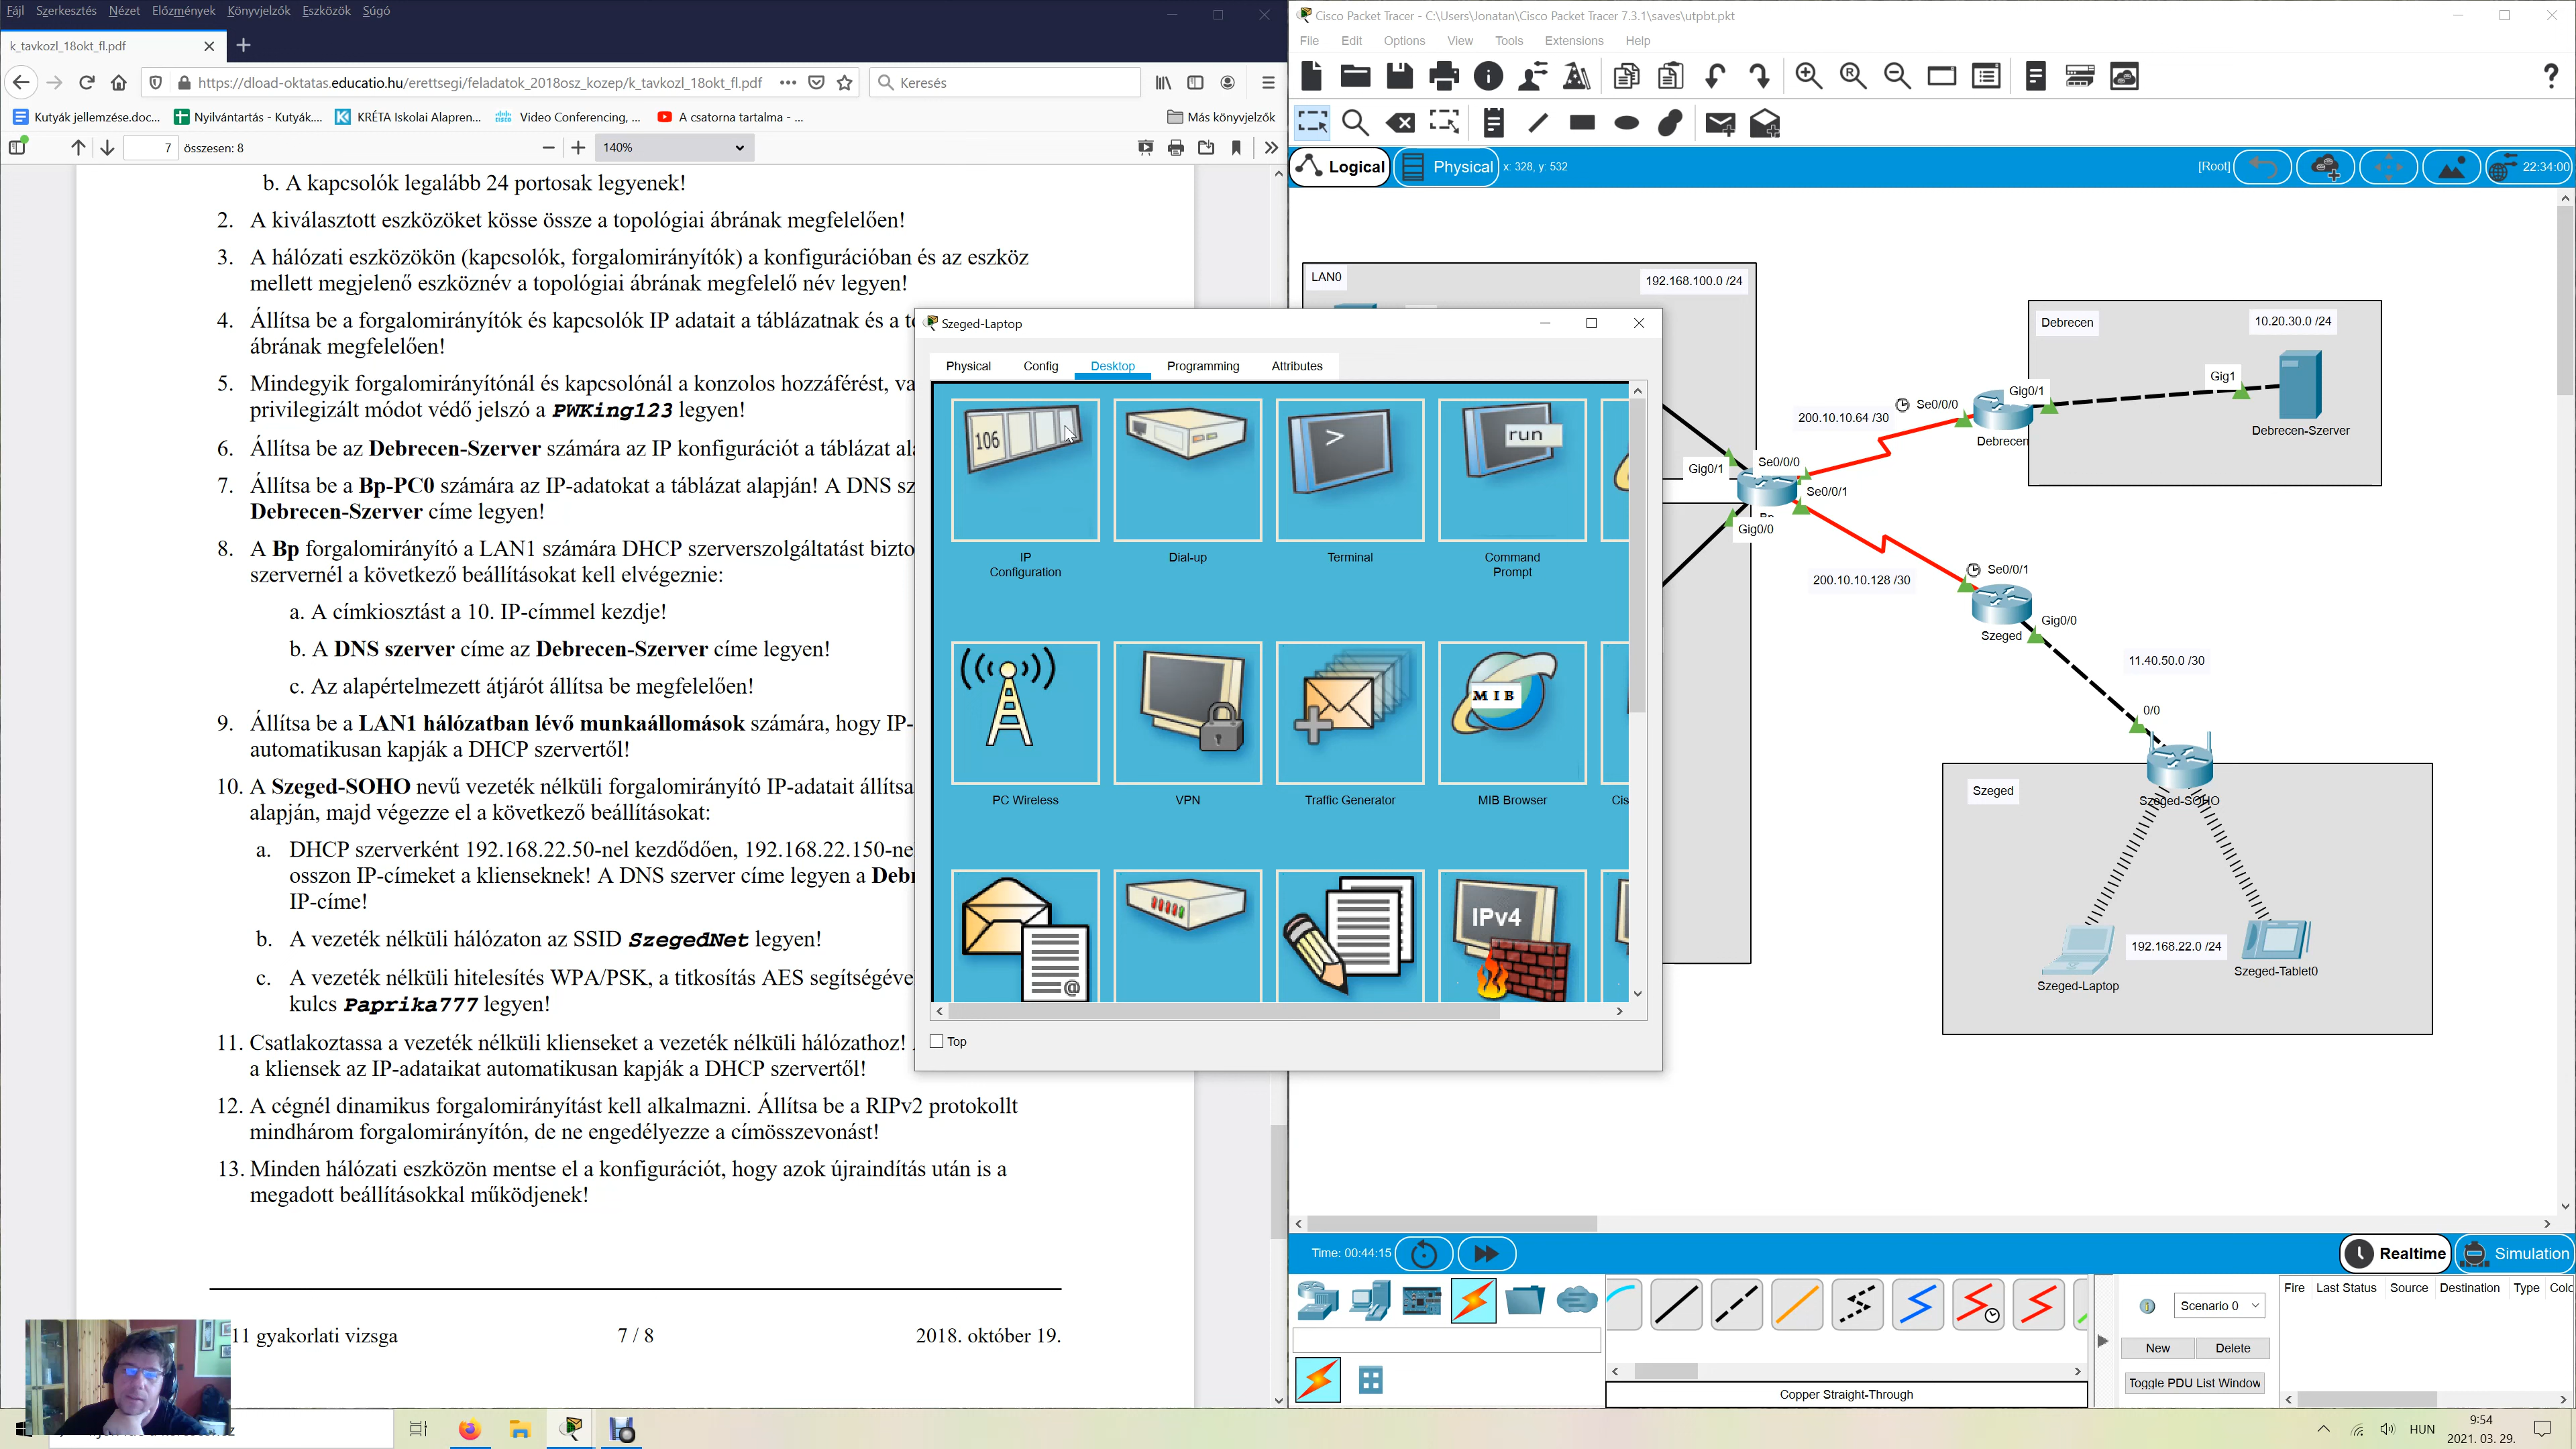 Fájl Szerkesztés Nézet Előzmények Könyvjelzők Eszközök Súgó
k_tavkozl_18okt_fl.pdf
https://dload-oktatas.educatio.hu/erettsegi/feladatok_2018osz_kozep/k_tavkozl_18okt_fl.pdf
Keresés
Kutyák jellemzése.doc...
Nyilvántartás - Kutyák....
KRÉTA Iskolai Alapren...
Video Conferencing, ...
A csatorna tartalma - ...
Más könyvjelzők
7 összesen: 8
140%
b. A kapcsolók legalább 24 portosak legyenek!
2. A kiválasztott eszközöket kösse össze a topológiai ábrának megfelelően!
3. A hálózati eszközökön (kapcsolók, forgalomirányítók) a konfigurációban és az eszköz
mellett megjelenő eszköznév a topológiai ábrának megfelelő név legyen!
4. Állítsa be a forgalomirányítók és kapcsolók IP adatait a táblázatnak és a
ábrának megfelelően!
5. Mindegyik forgalomirányítónál és kapcsolónál a konzolos hozzáférést, va
privilegizált módot védő jelszó a PWKing123 legyen!
6. Állítsa be az Debrecen-Szerver számára az IP konfigurációt a táblázat al
7. Állítsa be a Bp-PC0 számára az IP-adatokat a táblázat alapján! A DNS sz
Debrecen-Szerver címe legyen!
8. A Bp forgalomirányító a LAN1 számára DHCP szerverszolgáltatást bizto
szervernél a következő beállításokat kell elvégeznie:
a. A címkiosztást a 10. IP-címmel kezdje!
b. A DNS szerver címe az Debrecen-Szerver címe legyen!
c. Az alapértelmezett átjárót állítsa be megfelelően!
9. Állítsa be a LAN1 hálózatban lévő munkaállomások számára, hogy IP-
automatikusan kapják a DHCP szervertől!
10. A Szeged-SOHO nevű vezeték nélküli forgalomirányító IP-adatait állítsa
alapján, majd végezze el a következő beállításokat:
a. DHCP szerverként 192.168.22.50-nel kezdődően, 192.168.22.150-ne
osszon IP-címeket a klienseknek! A DNS szerver címe legyen a Deb
IP-címe!
b. A vezeték nélküli hálózaton az SSID SzegedNet legyen!
c. A vezeték nélküli hitelesítés WPA/PSK, a titkosítás AES segítségéve
kulcs Paprika777 legyen!
11. Csatlakoztassa a vezeték nélküli klienseket a vezeték nélküli hálózathoz!
a kliensek az IP-adataikat automatikusan kapják a DHCP szervertől!
12. A cégnél dinamikus forgalomirányítást kell alkalmazni. Állítsa be a RIPv2 protokollt
mindhárom forgalomirányítón, de ne engedélyezze a címösszevonást!
13. Minden hálózati eszközön mentse el a konfigurációt, hogy azok újraindítás után is a
megadott beállításokkal működjenek!
11 gyakorlati vizsga 7 / 8 2018. október 19.
Szeged-Laptop
Physical Config Desktop Programming Attributes
106
run
IP
Configuration
Dial-up
Terminal
Command
Prompt
MIB
PC Wireless
VPN
Traffic Generator
MIB Browser
Cis
IPv4
Top
Cisco Packet Tracer - C:\Users\Jonatan\Cisco Packet Tracer 7.3.1\saves\utpbt.pkt
File Edit Options View Tools Extensions Help
Logical Physical x: 328, y: 532 [Root] 22:34:00
LAN0
192.168.100.0 /24
Debrecen
10.20.30.0 /24
Gig1
Gig0/1
Se0/0/0
200.10.10.64 /30
Debrecen
Debrecen-Szerver
Se0/0/0
Gig0/1
Se0/0/1
Gig0/0
200.10.10.128 /30
Se0/0/1
Szeged
Gig0/0
11.40.50.0 /30
0/0
Szeged
Szeged-SOHO
192.168.22.0 /24
Szeged-Laptop
Szeged-Tablet0
Time: 00:44:15
Realtime Simulation
Scenario 0
New Delete
Toggle PDU List Window
Fire Last Status Source Destination Type Colo
Copper Straight-Through
HUN
9:54
2021. 03. 29.